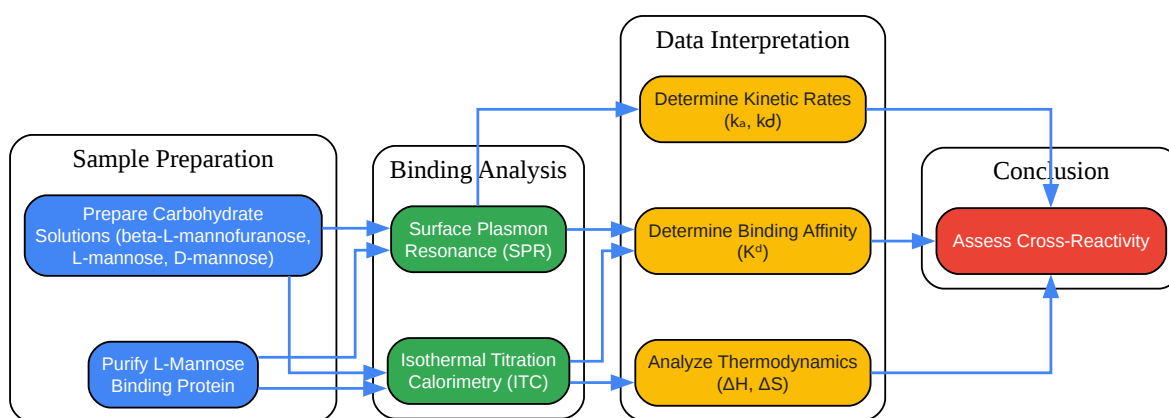 Sample Preparation
Prepare Carbohydrate
Solutions (beta-L-mannofuranose,
L-mannose, D-mannose)
Purify L-Mannose
Binding Protein
Binding Analysis
Surface Plasmon
Resonance (SPR)
Isothermal Titration
Calorimetry (ITC)
Data Interpretation
Determine Kinetic Rates
(kₐ, kԁ)
Determine Binding Affinity
(Kᵈ)
Analyze Thermodynamics
(ΔH, ΔS)
Conclusion
Assess Cross-Reactivity